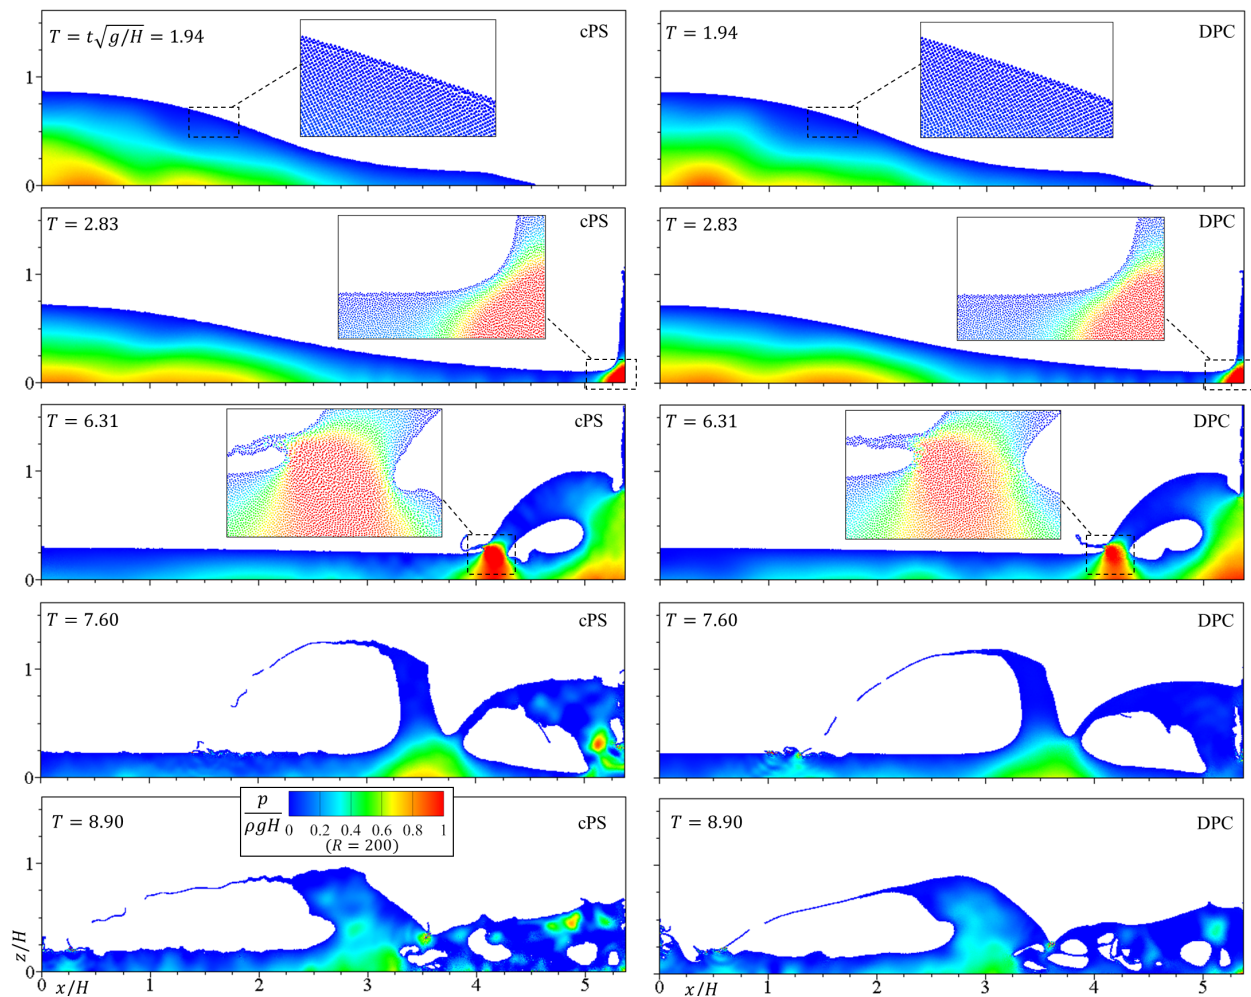 T = t√g/H = 1.94 cPS T = 1.94 DPC
1
0
T = 2.83 cPS T = 2.83 DPC
1
0
T = 6.31 cPS T = 6.31 DPC
1
0
T = 7.60 cPS T = 7.60 DPC
1
0
p/ρgH 0 0.2 0.4 0.6 0.8 1
(R = 200)
T = 8.90 cPS T = 8.90 DPC
1
z/H
0
0 1 2 3 4 5 0 1 2 3 4 5
x/H x/H